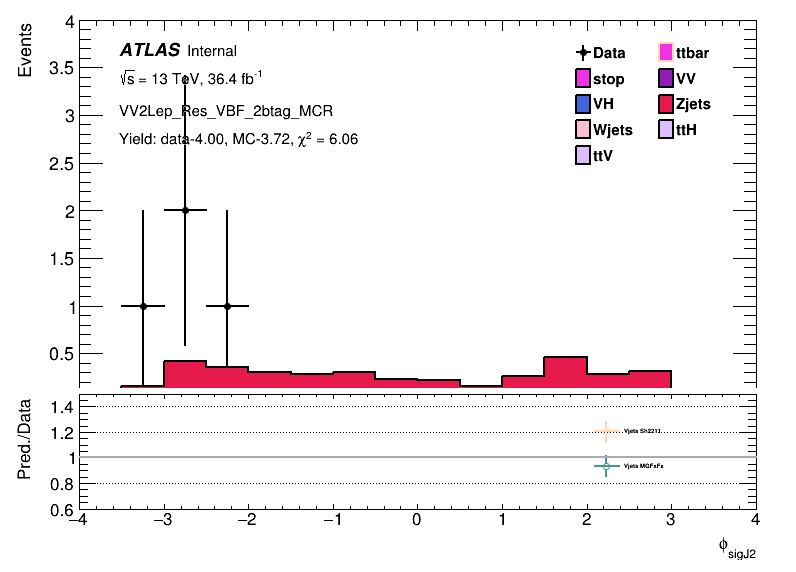 Events
4
3.5
3
2.5
2
1.5
1
0.5
ATLAS Internal
√s = 13 TeV, 36.4 fb⁻¹
VV2Lep_Res_VBF_2btag_MCR
Yield: data-4.00, MC-3.72, χ² = 6.06
Data
ttbar
stop
VV
VH
Zjets
Wjets
ttH
ttV
Pred./Data
1.4
1.2
1
0.8
0.6
Vjets Sh2211
Vjets MGFxFx
−4 −3 −2 −1 0 1 2 3 4
ϕ_sigJ2